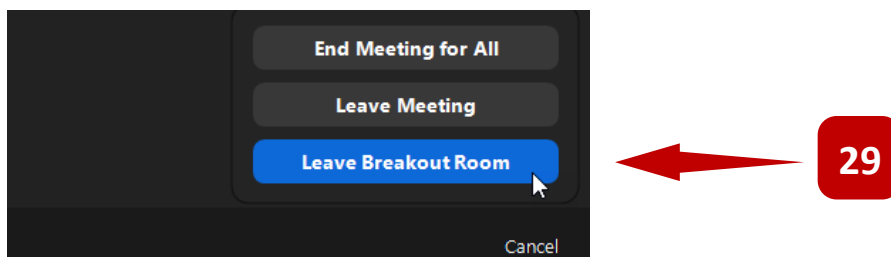 End Meeting for All
Leave Meeting
Leave Breakout Room
29
Cancel